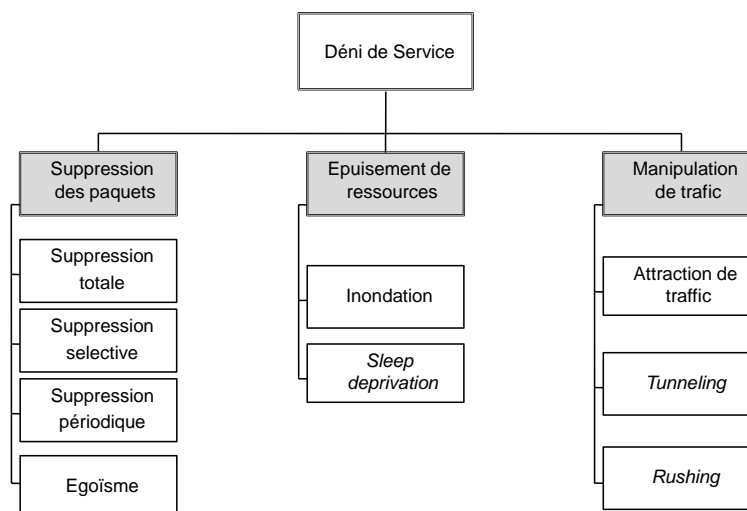 Déni de Service
Suppression
des paquets
Suppression
totale
Suppression
selective
Suppression
périodique
Egoïsme
Epuisement de
ressources
Inondation
Sleep
deprivation
Manipulation
de trafic
Attraction de
traffic
Tunneling
Rushing